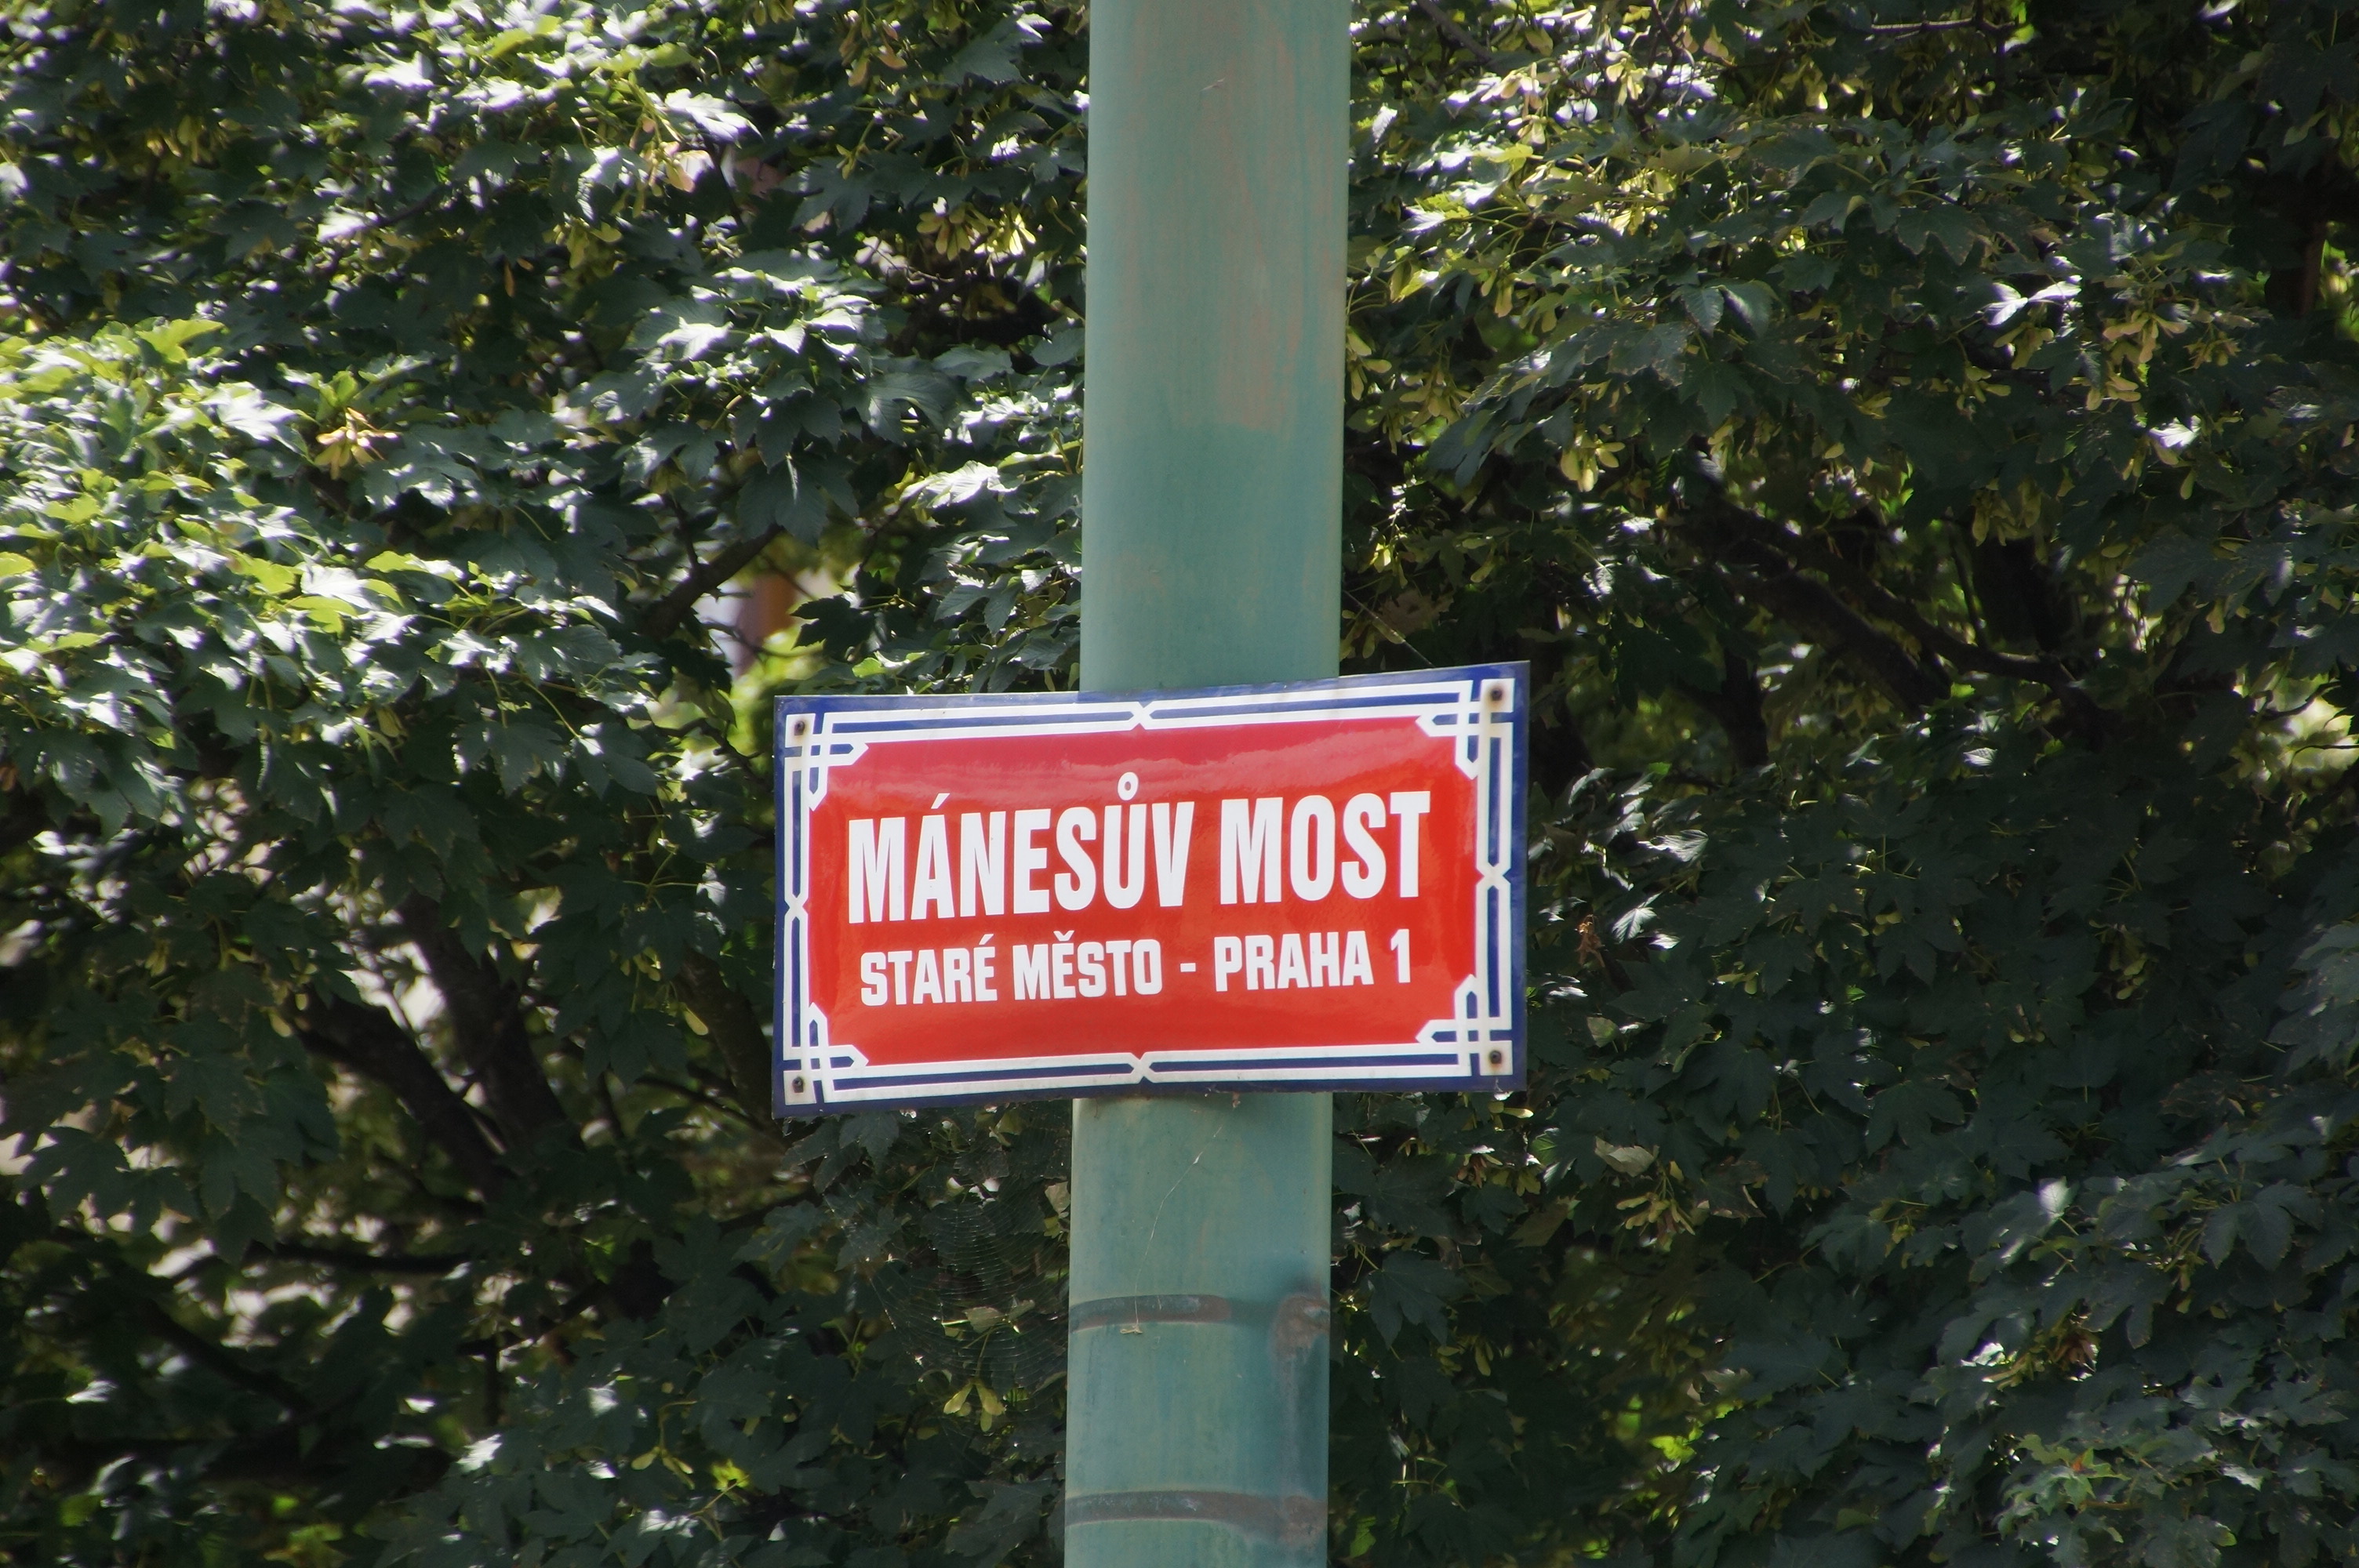 MÁNESŮV MOST
STARÉ MĚSTO - PRAHA 1